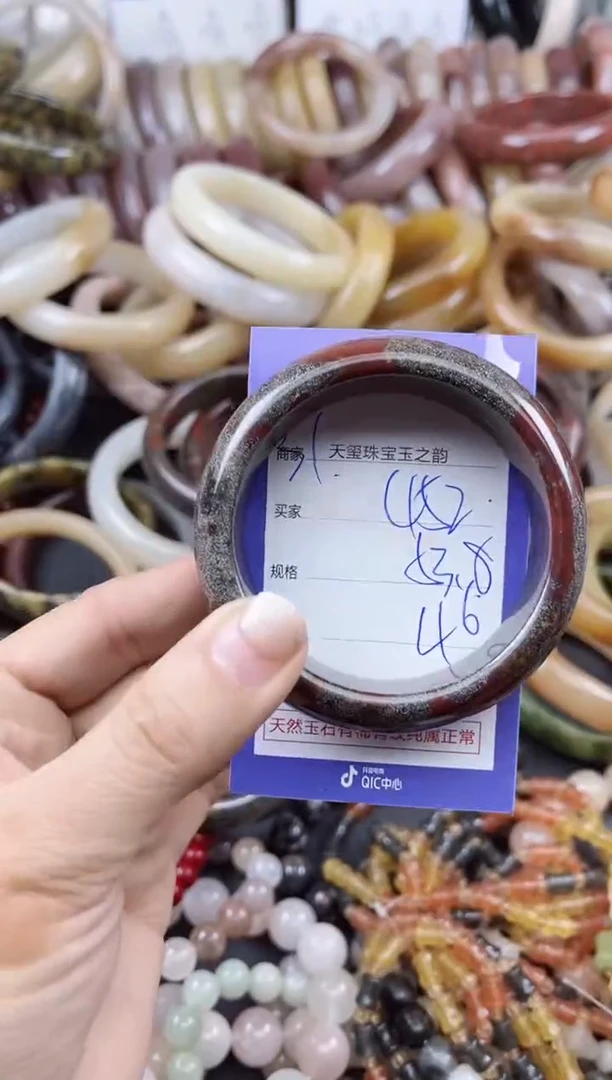 商家 天玺珠宝玉之韵
买家 452
规格 53.8
46
天然玉石有棉有纹纯属正常
抖音电商
QIC中心